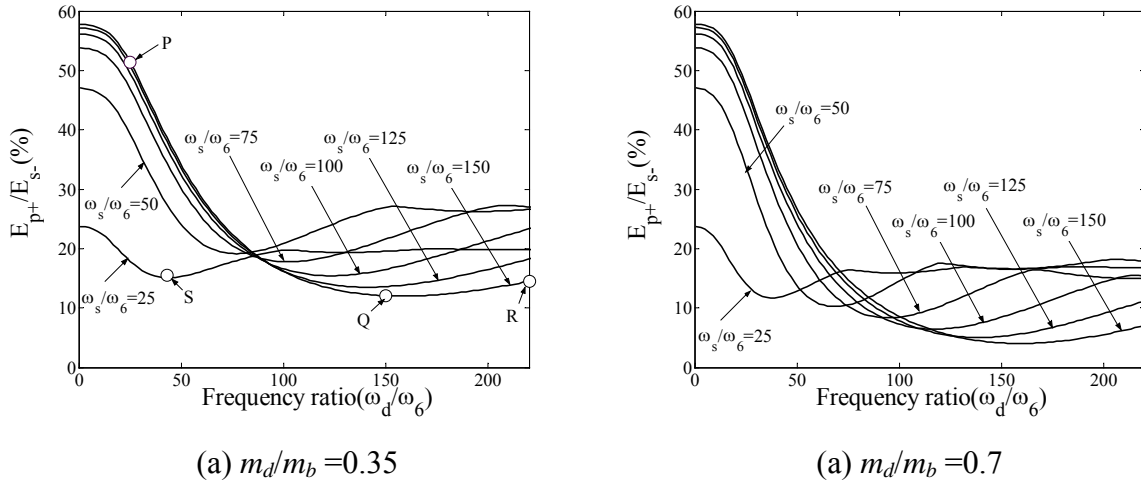 60
50
40
30
20
10
0
0 50 100 150 200
E_p+/E_s-(%)
Frequency ratio(ω_d/ω_6)
P
ω_s/ω_6=75
ω_s/ω_6=125
ω_s/ω_6=100
ω_s/ω_6=150
ω_s/ω_6=50
ω_s/ω_6=25
S
Q
R
(a) m_d/m_b =0.35
60
50
40
30
20
10
0
0 50 100 150 200
E_p+/E_s-(%)
Frequency ratio(ω_d/ω_6)
ω_s/ω_6=50
ω_s/ω_6=75
ω_s/ω_6=125
ω_s/ω_6=100
ω_s/ω_6=150
ω_s/ω_6=25
(a) m_d/m_b =0.7